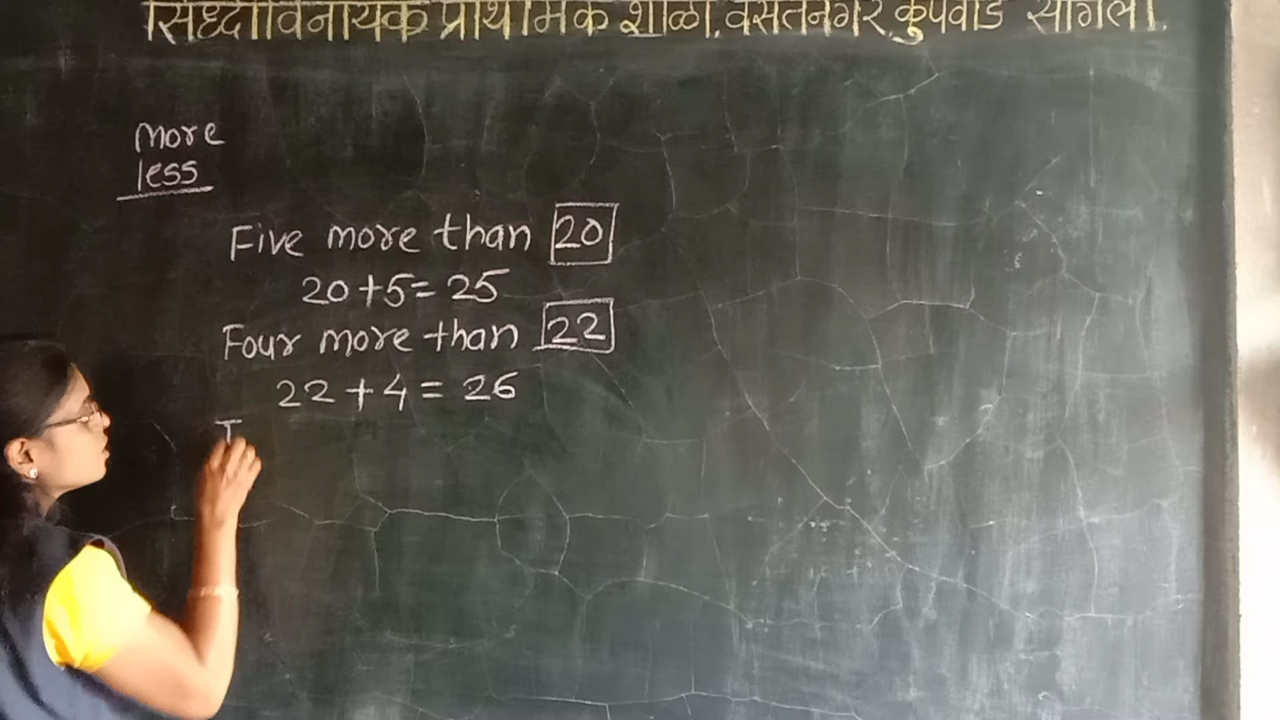 सिध्दीविनायक प्राथमिक शाळा. वसंतनगर, कुपवाड सांगली.
More
less
Five more than 20
20+5=25
Four more than 22
22+4=26
T